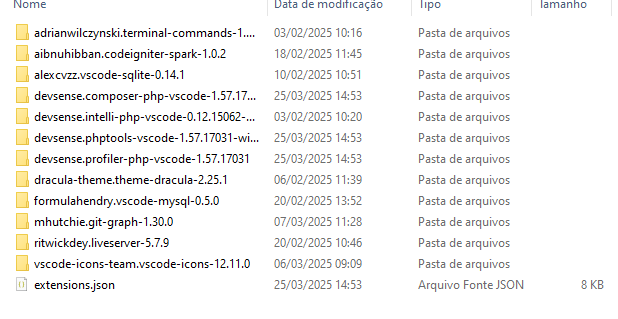 Nome Data de modificação Tipo Tamanho
adrianwilczynski.terminal-commands-1.... 03/02/2025 10:16 Pasta de arquivos
aibnuhibban.codeigniter-spark-1.0.2 18/02/2025 11:45 Pasta de arquivos
alexcvzz.vscode-sqlite-0.14.1 10/02/2025 10:51 Pasta de arquivos
devsense.composer-php-vscode-1.57.17... 25/03/2025 14:53 Pasta de arquivos
devsense.intelli-php-vscode-0.12.15062-... 03/02/2025 10:20 Pasta de arquivos
devsense.phptools-vscode-1.57.17031-wi... 25/03/2025 14:53 Pasta de arquivos
devsense.profiler-php-vscode-1.57.17031 25/03/2025 14:53 Pasta de arquivos
dracula-theme.theme-dracula-2.25.1 06/02/2025 11:39 Pasta de arquivos
formulahendry.vscode-mysql-0.5.0 20/02/2025 13:52 Pasta de arquivos
mhutchie.git-graph-1.30.0 07/03/2025 11:28 Pasta de arquivos
ritwickdey.liveserver-5.7.9 20/02/2025 10:46 Pasta de arquivos
vscode-icons-team.vscode-icons-12.11.0 06/03/2025 09:09 Pasta de arquivos
extensions.json 25/03/2025 14:53 Arquivo Fonte JSON 8 KB